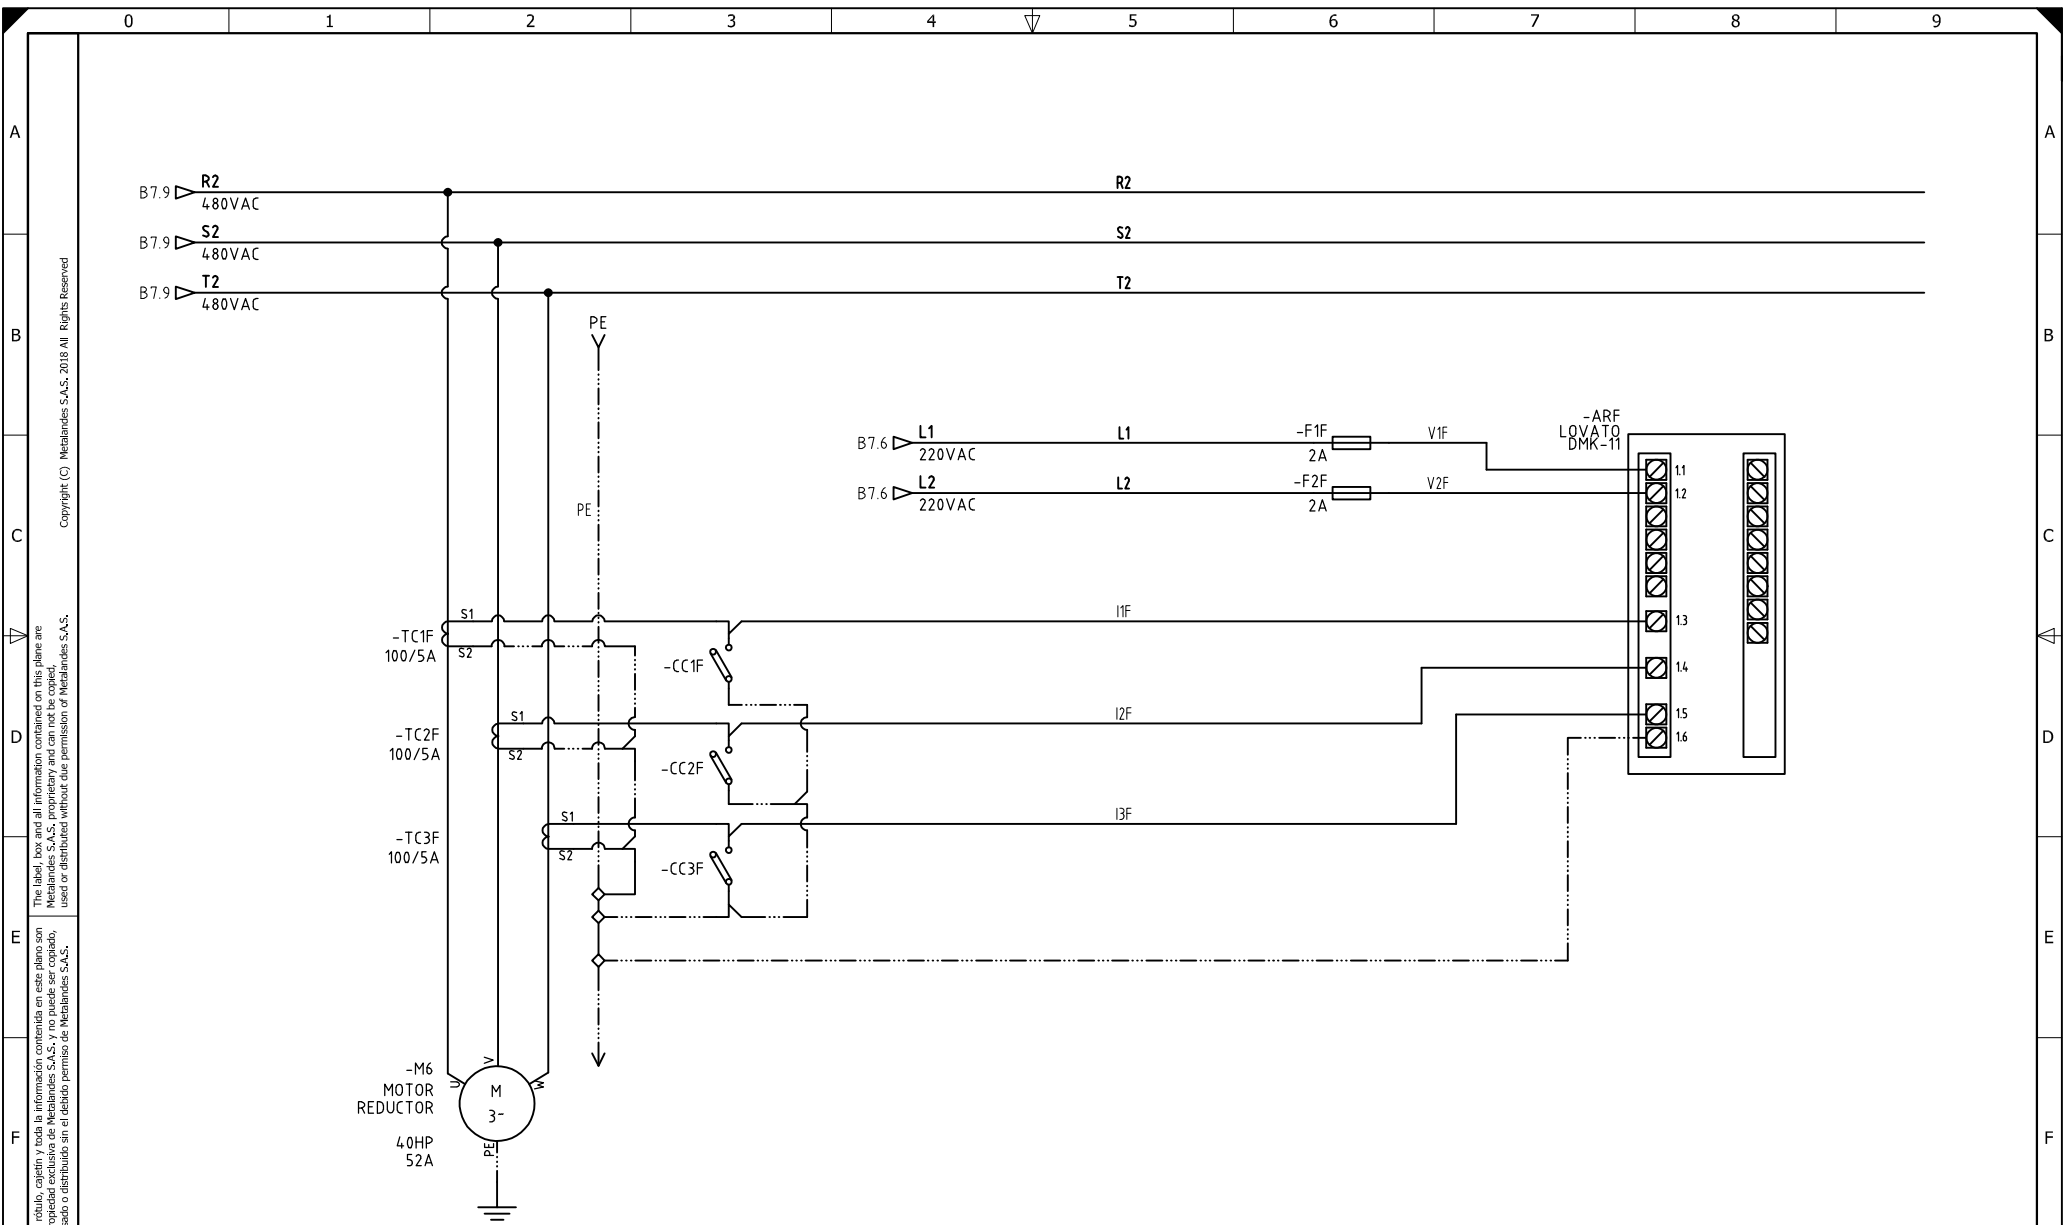 0 1 2 3 4 5 6 7 8 9
A A
R2 R2
B7.9
480VAC
S2 S2
B7.9
480VAC
T2 T2
B7.9
480VAC
B B
PE
-ARF
LOVATO
DMK-11
L1 L1 -F1F V1F
B7.6
220VAC 2A
1.1
L2 L2 -F2F V2F
B7.6
220VAC 2A
1.2
PE
C C
S1 I1F 1.3
-TC1F
100/5A
S2
-CC1F
1.4
S1 I2F 1.5
-TC2F
100/5A
S2
1.6
D D
-CC2F
S1 I3F
-TC3F
100/5A
S2
-CC3F
E E
-M6
MOTOR
REDUCTOR
40HP
52A
U V W
M
3~
PE
F F
Copyright (C) Metalandes S.A.S. 2018 All Rights Reserved
The label, box and all information contained on this plane are
Metalandes S.A.S. proprietary and can not be copied,
used or distributed without due permission of Metalandes S.A.S.
rótulo, cajetín y toda la información contenida en este plano son
opiedad exclusiva de Metalandes S.A.S. y no puede ser copiado,
sado o distribuido sin el debido permiso de Metalandes S.A.S.